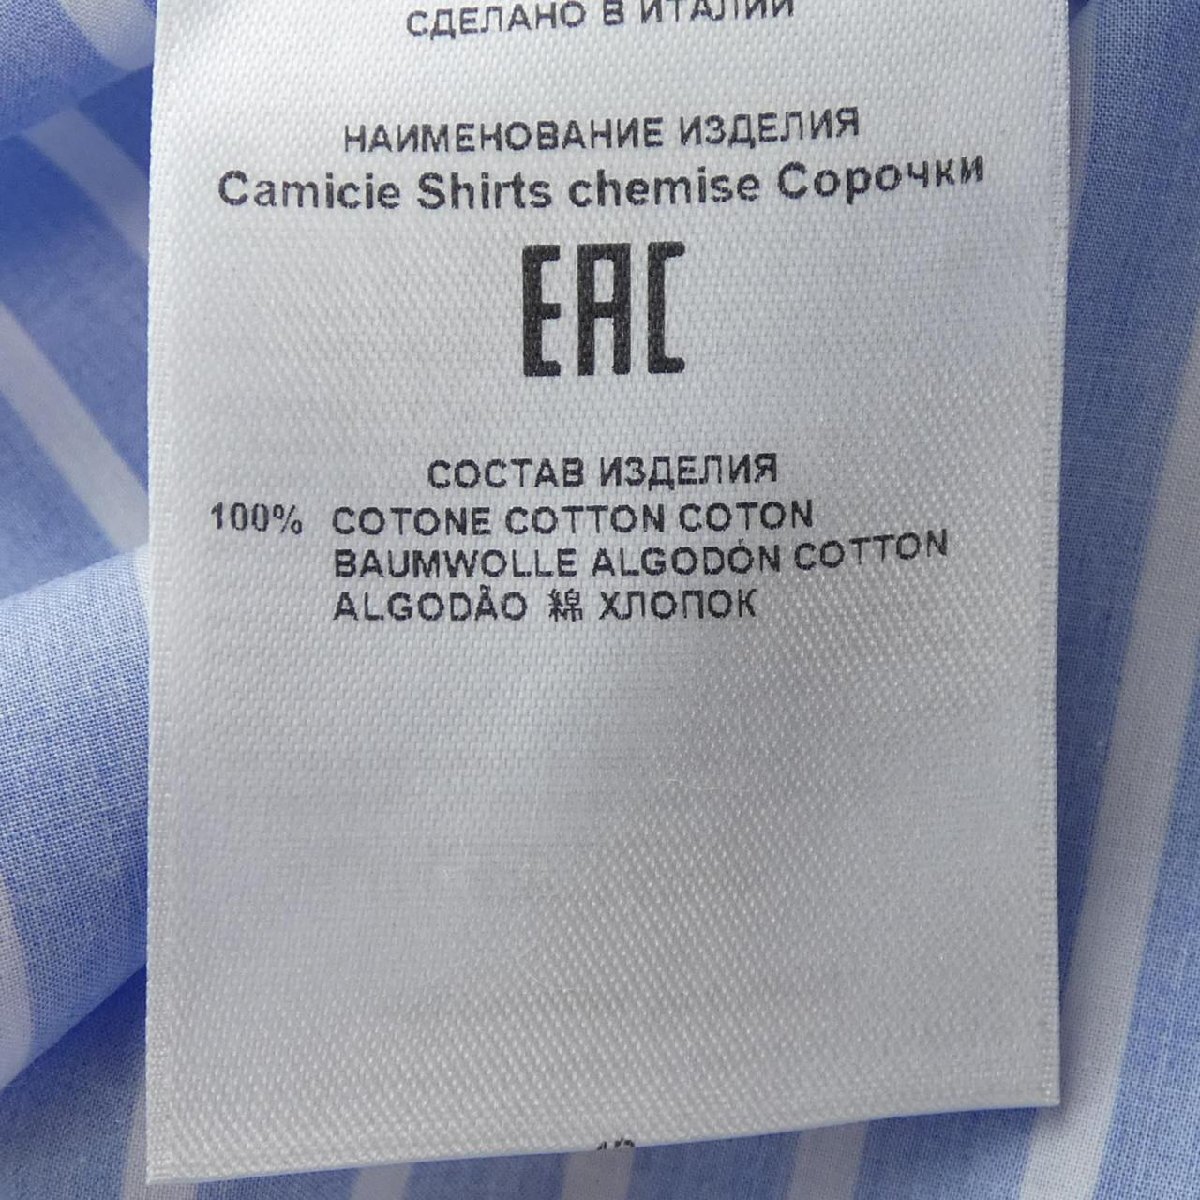 СДЕЛАНО В ИТАЛИИ
НАИМЕНОВАНИЕ ИЗДЕЛИЯ
Camicie Shirts chemise Сорочки
EAC
СОСТАВ ИЗДЕЛИЯ
100% COTONE COTTON COTON
BAUMWOLLE ALGODÓN COTTON
ALGODÃO 綿 ХЛОПОК